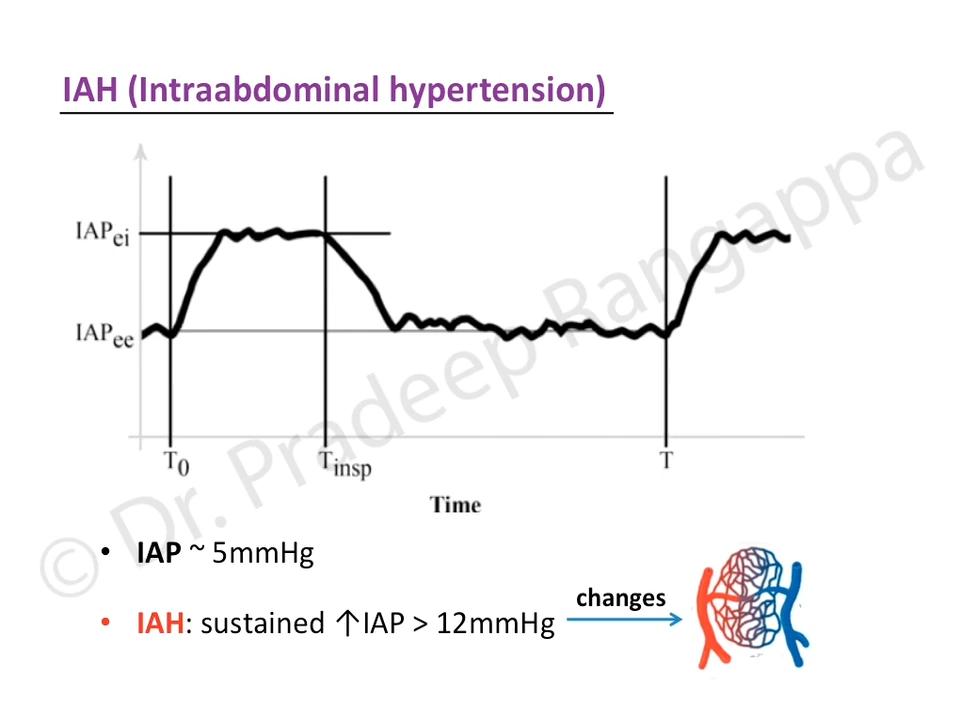 IAH (Intraabdominal hypertension)
IAPei
IAPee
T0
Tinsp
T
Time
© Dr. Pradeep Rangappa
• IAP ~ 5mmHg
• IAH: sustained ↑IAP > 12mmHg
changes